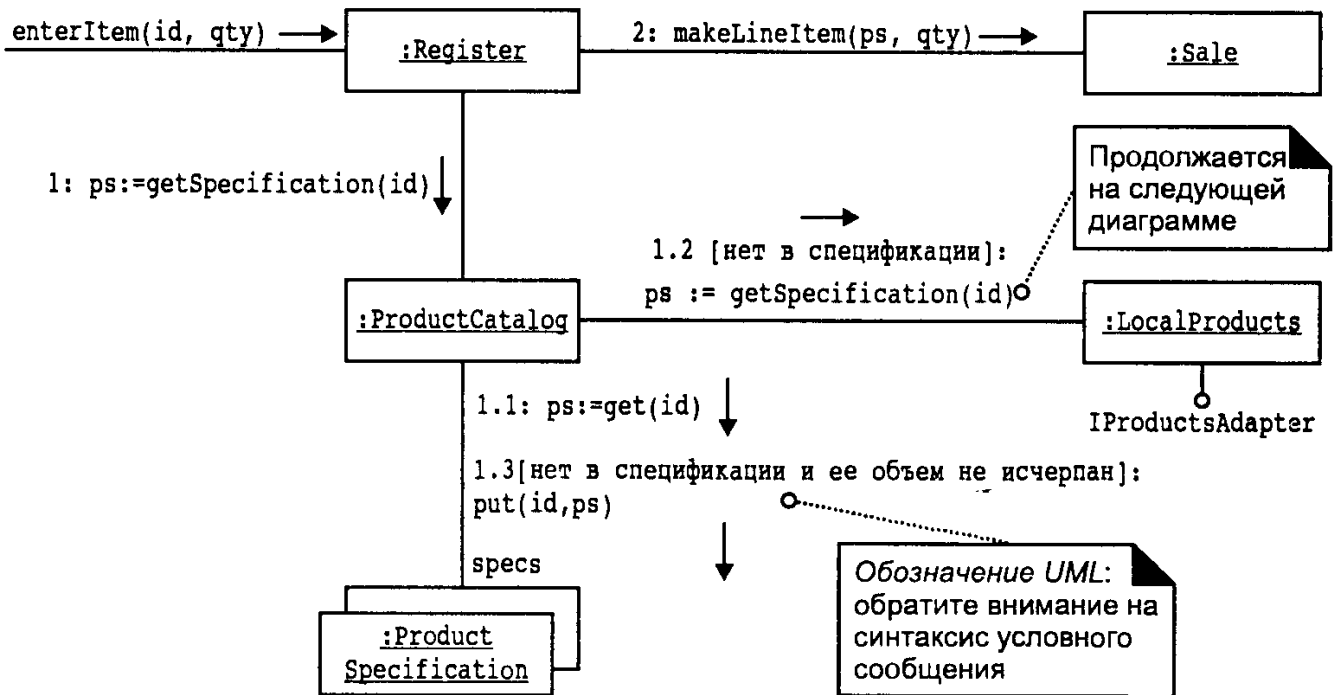 enterItem(id, qty)
:Register
2: makeLineItem(ps, qty)
:Sale
1: ps:=getSpecification(id)
Продолжается
на следующей
диаграмме
1.2 [нет в спецификации]:
ps := getSpecification(id)
:ProductCatalog
:LocalProducts
IProductsAdapter
1.1: ps:=get(id)
1.3[нет в спецификации и ее объем не исчерпан]:
put(id,ps)
specs
:Product
Specification
Обозначение UML:
обратите внимание на
синтаксис условного
сообщения